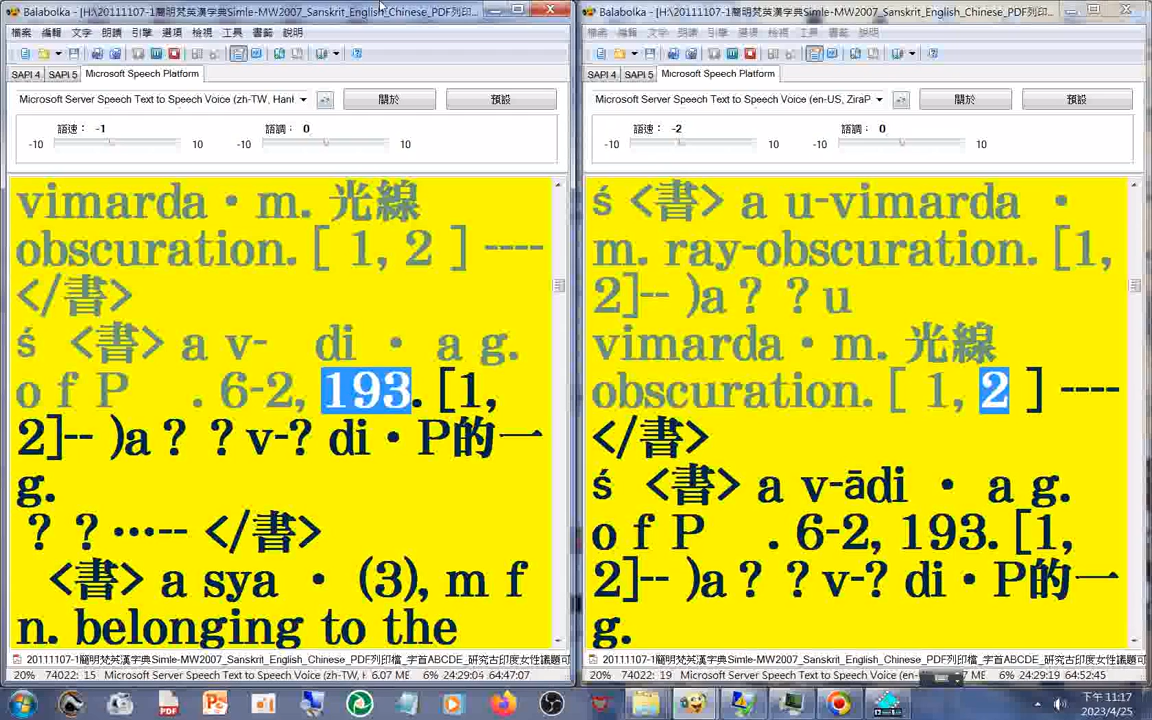 Balabolka - [H:\20111107-1簡明梵英漢字典Simle-MW2007_Sanskrit_English_Chinese_PDF列印...
檔案 編輯 文字 朗讀 引擎 選項 檢視 工具 書籤 說明
SAPI 4 SAPI 5 Microsoft Speech Platform
Microsoft Server Speech Text to Speech Voice (zh-TW, Hanl
關於 預設
語速： -1 語調： 0
-10 10 -10 10
vimarda • m. 光線
obscuration. [ 1, 2 ] ----
</書>
ś <書> a v- di • a g.
o f P . 6-2, 193. [1,
2]-- )a ? ? v-? di • P的一
g.
? ? …-- </書>
<書> a sya • (3), m f
n. belonging to the
20111107-1簡明梵英漢字典Simle-MW2007_Sanskrit_English_Chinese_PDF列印檔_字首ABCDE_研究古印度女性議題可
20% 74022: 15 Microsoft Server Speech Text to Speech Voice (zh-TW, H 6.07 ME 6% 24:29:04 64:47:07
Balabolka - [H:\20111107-1簡明梵英漢字典Simle-MW2007_Sanskrit_English_Chinese_PDF列印...
檔案 編輯 文字 朗讀 引擎 選項 檢視 工具 書籤 說明
SAPI 4 SAPI 5 Microsoft Speech Platform
Microsoft Server Speech Text to Speech Voice (en-US, ZiraP
關於 預設
語速： -2 語調： 0
-10 10 -10 10
ś <書> a u-vimarda •
m. ray-obscuration. [1,
2]-- )a ? ? u
vimarda • m. 光線
obscuration. [ 1, 2 ] ----
</書>
ś <書> a v-ādi • a g.
o f P . 6-2, 193. [1,
2]-- )a ? ? v-? di • P的一
g.
20111107-1簡明梵英漢字典Simle-MW2007_Sanskrit_English_Chinese_PDF列印檔_字首ABCDE_研究古印度女性議題可
20% 74022: 19 Microsoft Server Speech Text to Speech Voice 6% 24:29:19 64:52:45
下午 11:17
2023/4/25